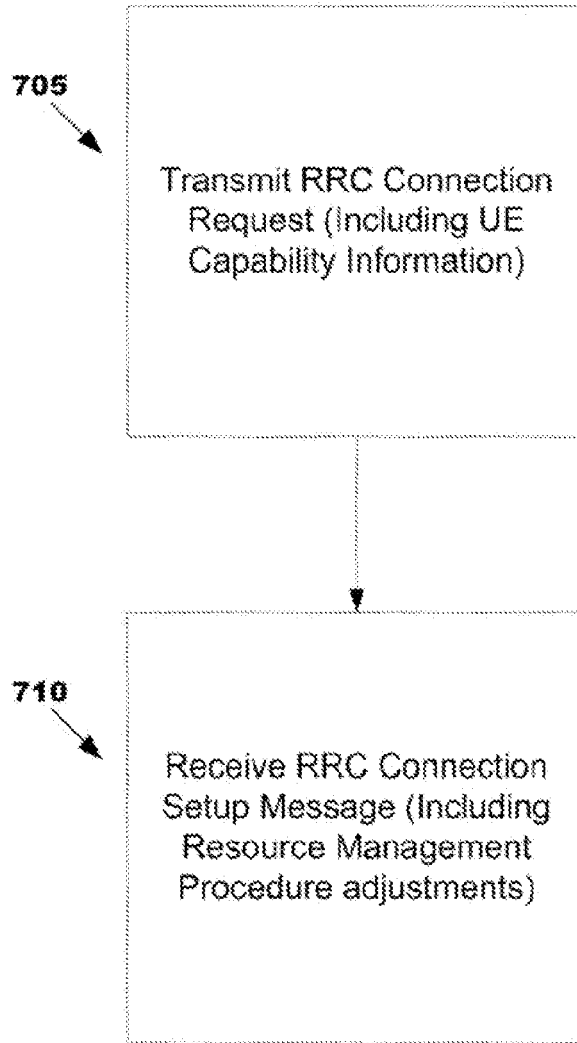 705
Transmit RRC Connection
Request (Including UE
Capability Information)
710
Receive RRC Connection
Setup Message (Including
Resource Management
Procedure adjustments)